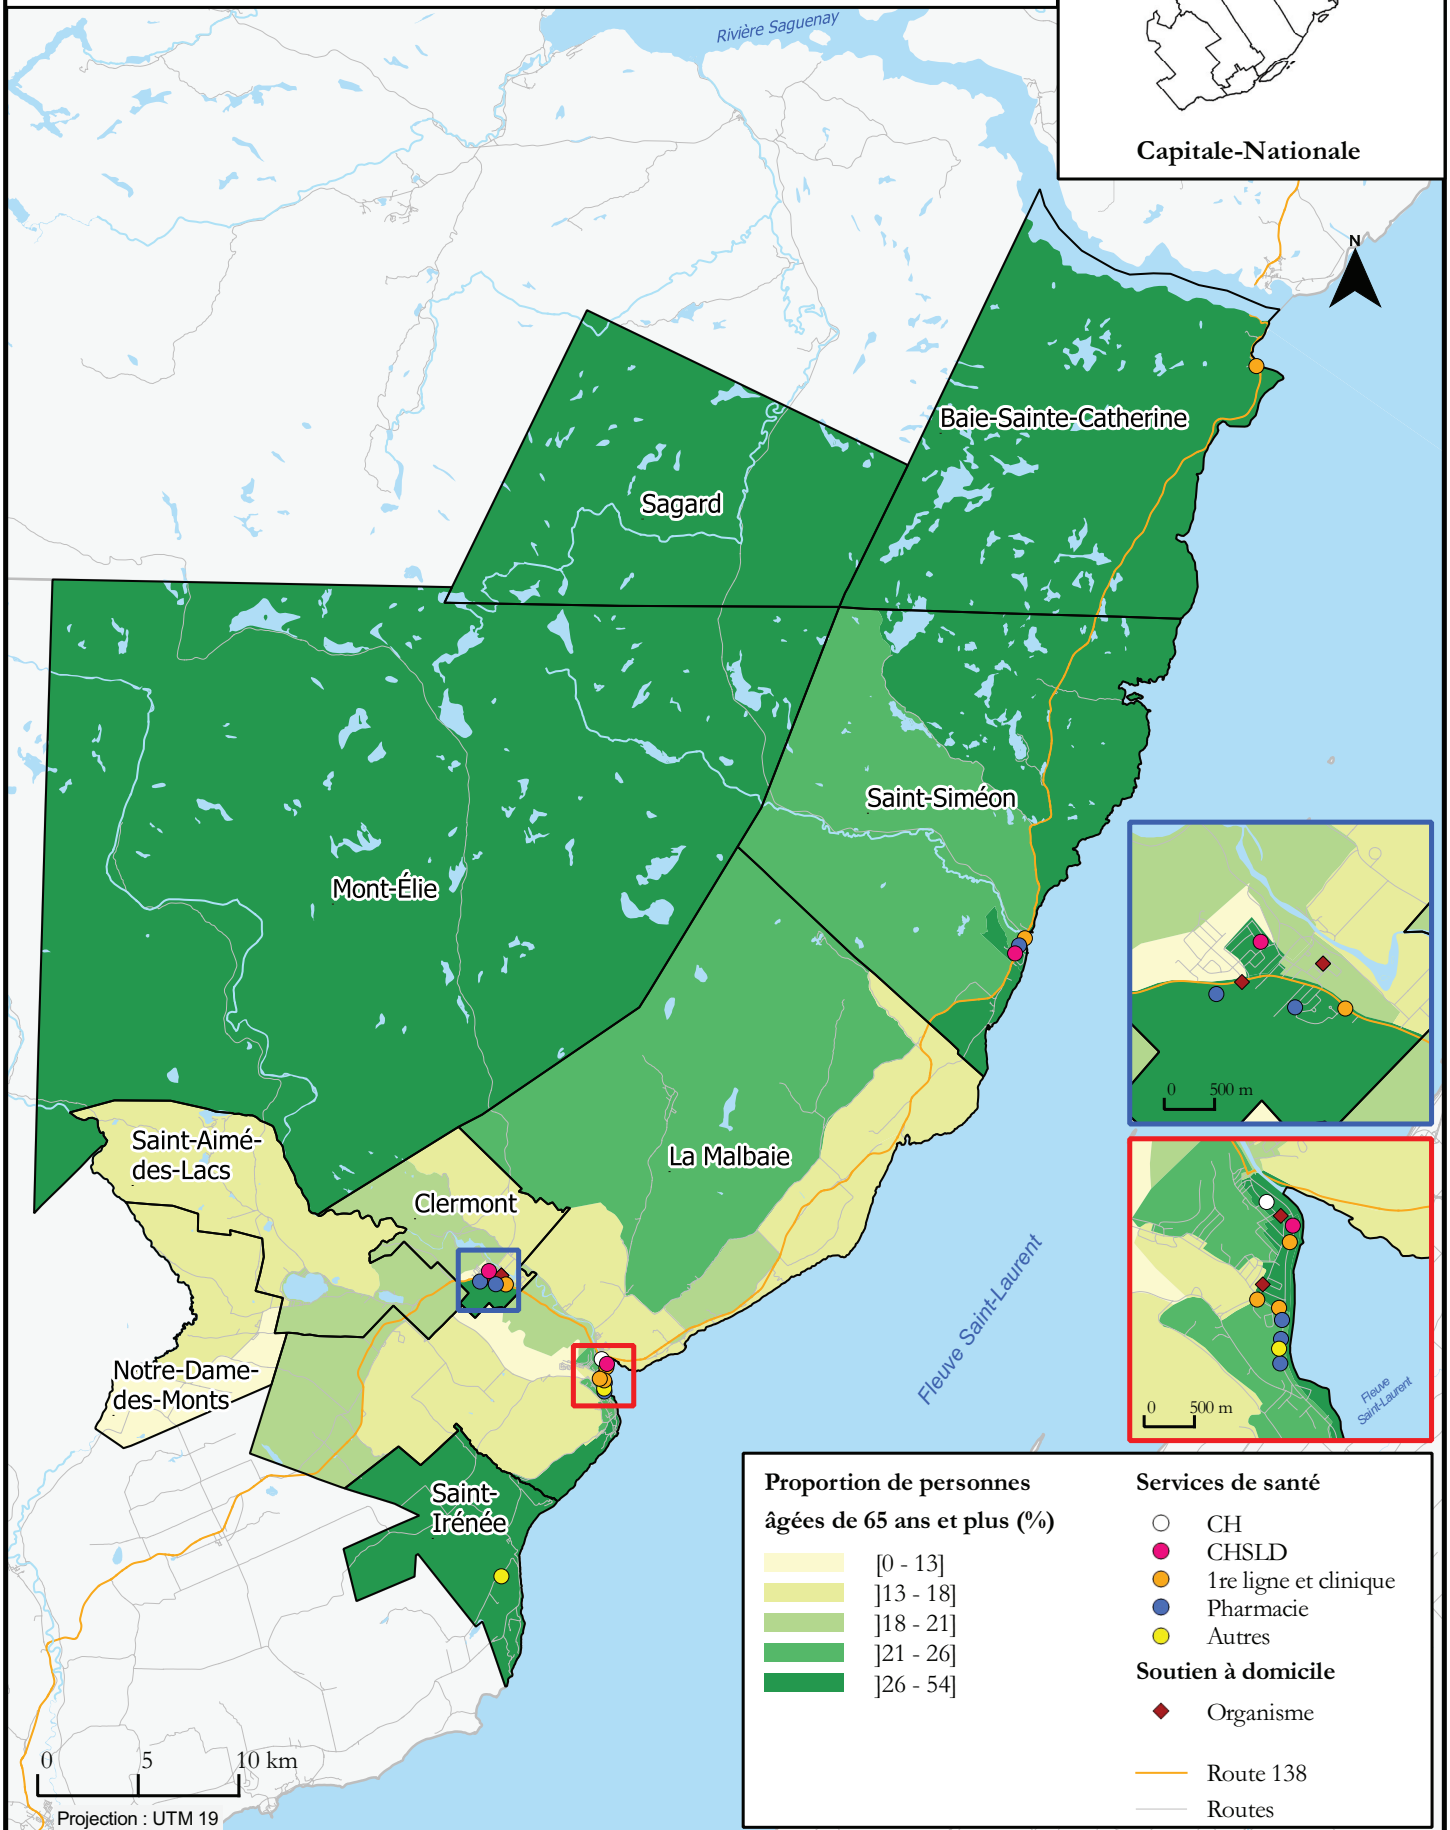 Rivière Saguenay
Capitale-Nationale
N
Baie-Sainte-Catherine
Sagard
Saint-Siméon
Mont-Élie
0 500 m
Saint-Aimé-
des-Lacs
La Malbaie
Clermont
Fleuve Saint-Laurent
Notre-Dame-
des-Monts
Fleuve
Saint-Laurent
0 500 m
Saint-
Irénée
Proportion de personnes
âgées de 65 ans et plus (%)
[0 - 13]
]13 - 18]
]18 - 21]
]21 - 26]
]26 - 54]
Services de santé
CH
CHSLD
1re ligne et clinique
Pharmacie
Autres
Soutien à domicile
Organisme
Route 138
Routes
0 5 10 km
Projection : UTM 19